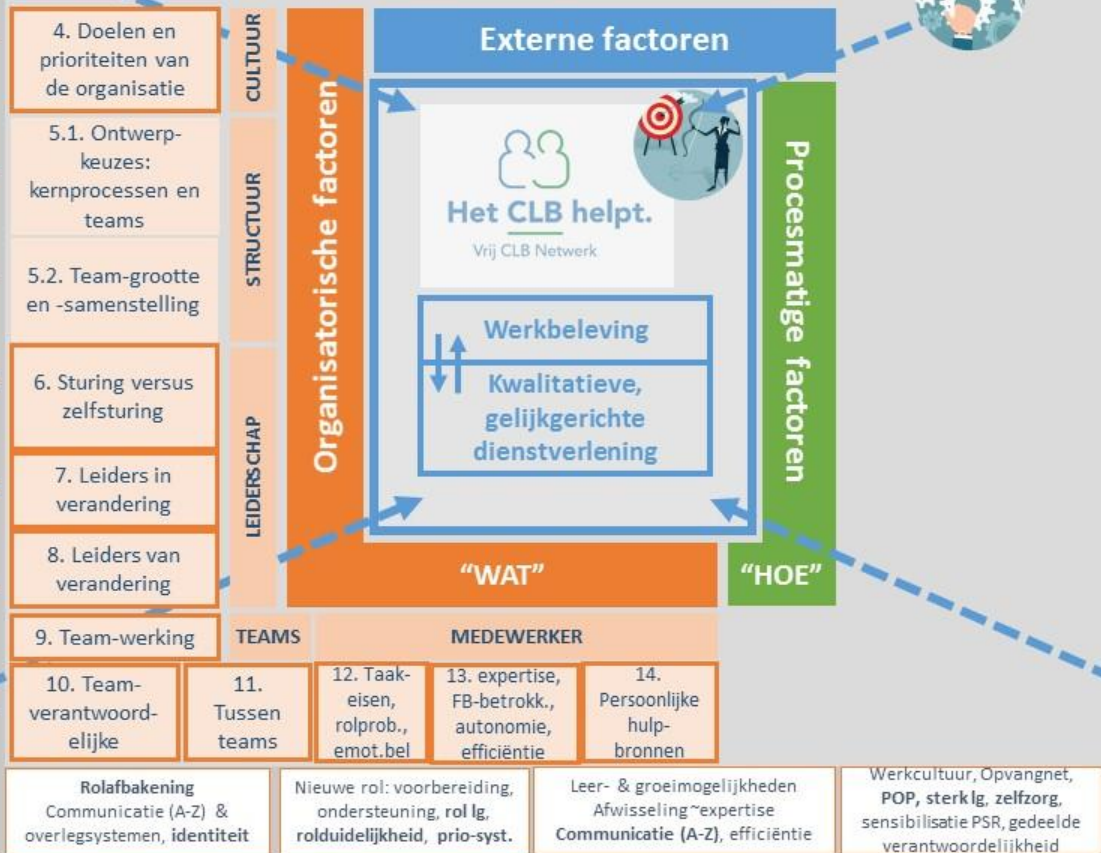 4. Doelen en
prioriteiten van
de organisatie
CULTUUR
5.1. Ontwerp-
keuzes:
kernprocessen en
teams
5.2. Team-grootte
en -samenstelling
STRUCTUUR
6. Sturing versus
zelfsturing
7. Leiders in
verandering
8. Leiders van
verandering
LEIDERSCHAP
Organisatorische factoren
Externe factoren
Het CLB helpt.
Vrij CLB Netwerk
Werkbeleving
Kwalitatieve,
gelijkgerichte
dienstverlening
Procesmatige factoren
“WAT”
“HOE”
9. Team-werking
TEAMS
MEDEWERKER
10. Team-
verantwoord-
elijke
11.
Tussen
teams
12. Taak-
eisen,
rolprob.,
emot.bel
13. expertise,
FB-betrokk.,
autonomie,
efficiëntie
14.
Persoonlijke
hulp-
bronnen
Rolafbakening
Communicatie (A-Z) &
overlegsystemen, identiteit
Nieuwe rol: voorbereiding,
ondersteuning, rol lg,
rolduidelijkheid, prio-syst.
Leer- & groeimogelijkheden
Afwisseling ~expertise
Communicatie (A-Z), efficiëntie
Werkcultuur, Opvangnet,
POP, sterk lg, zelfzorg,
sensibilisatie PSR, gedeelde
verantwoordelijkheid